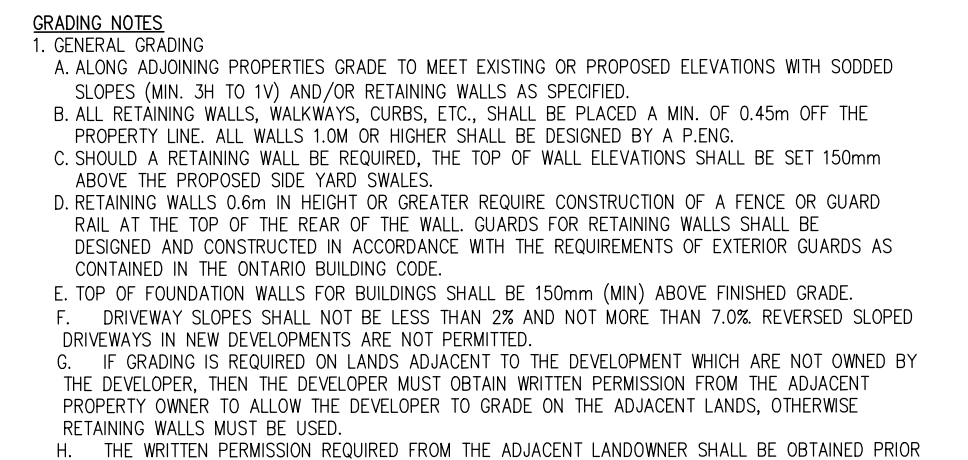 GRADING NOTES
1. GENERAL GRADING
A. ALONG ADJOINING PROPERTIES GRADE TO MEET EXISTING OR PROPOSED ELEVATIONS WITH SODDED
SLOPES (MIN. 3H TO 1V) AND/OR RETAINING WALLS AS SPECIFIED.
B. ALL RETAINING WALLS, WALKWAYS, CURBS, ETC., SHALL BE PLACED A MIN. OF 0.45m OFF THE
PROPERTY LINE. ALL WALLS 1.0M OR HIGHER SHALL BE DESIGNED BY A P.ENG.
C. SHOULD A RETAINING WALL BE REQUIRED, THE TOP OF WALL ELEVATIONS SHALL BE SET 150mm
ABOVE THE PROPOSED SIDE YARD SWALES.
D. RETAINING WALLS 0.6m IN HEIGHT OR GREATER REQUIRE CONSTRUCTION OF A FENCE OR GUARD
RAIL AT THE TOP OF THE REAR OF THE WALL. GUARDS FOR RETAINING WALLS SHALL BE
DESIGNED AND CONSTRUCTED IN ACCORDANCE WITH THE REQUIREMENTS OF EXTERIOR GUARDS AS
CONTAINED IN THE ONTARIO BUILDING CODE.
E. TOP OF FOUNDATION WALLS FOR BUILDINGS SHALL BE 150mm (MIN) ABOVE FINISHED GRADE.
F. DRIVEWAY SLOPES SHALL NOT BE LESS THAN 2% AND NOT MORE THAN 7.0%. REVERSED SLOPED
DRIVEWAYS IN NEW DEVELOPMENTS ARE NOT PERMITTED.
G. IF GRADING IS REQUIRED ON LANDS ADJACENT TO THE DEVELOPMENT WHICH ARE NOT OWNED BY
THE DEVELOPER, THEN THE DEVELOPER MUST OBTAIN WRITTEN PERMISSION FROM THE ADJACENT
PROPERTY OWNER TO ALLOW THE DEVELOPER TO GRADE ON THE ADJACENT LANDS, OTHERWISE
RETAINING WALLS MUST BE USED.
H. THE WRITTEN PERMISSION REQUIRED FROM THE ADJACENT LANDOWNER SHALL BE OBTAINED PRIOR